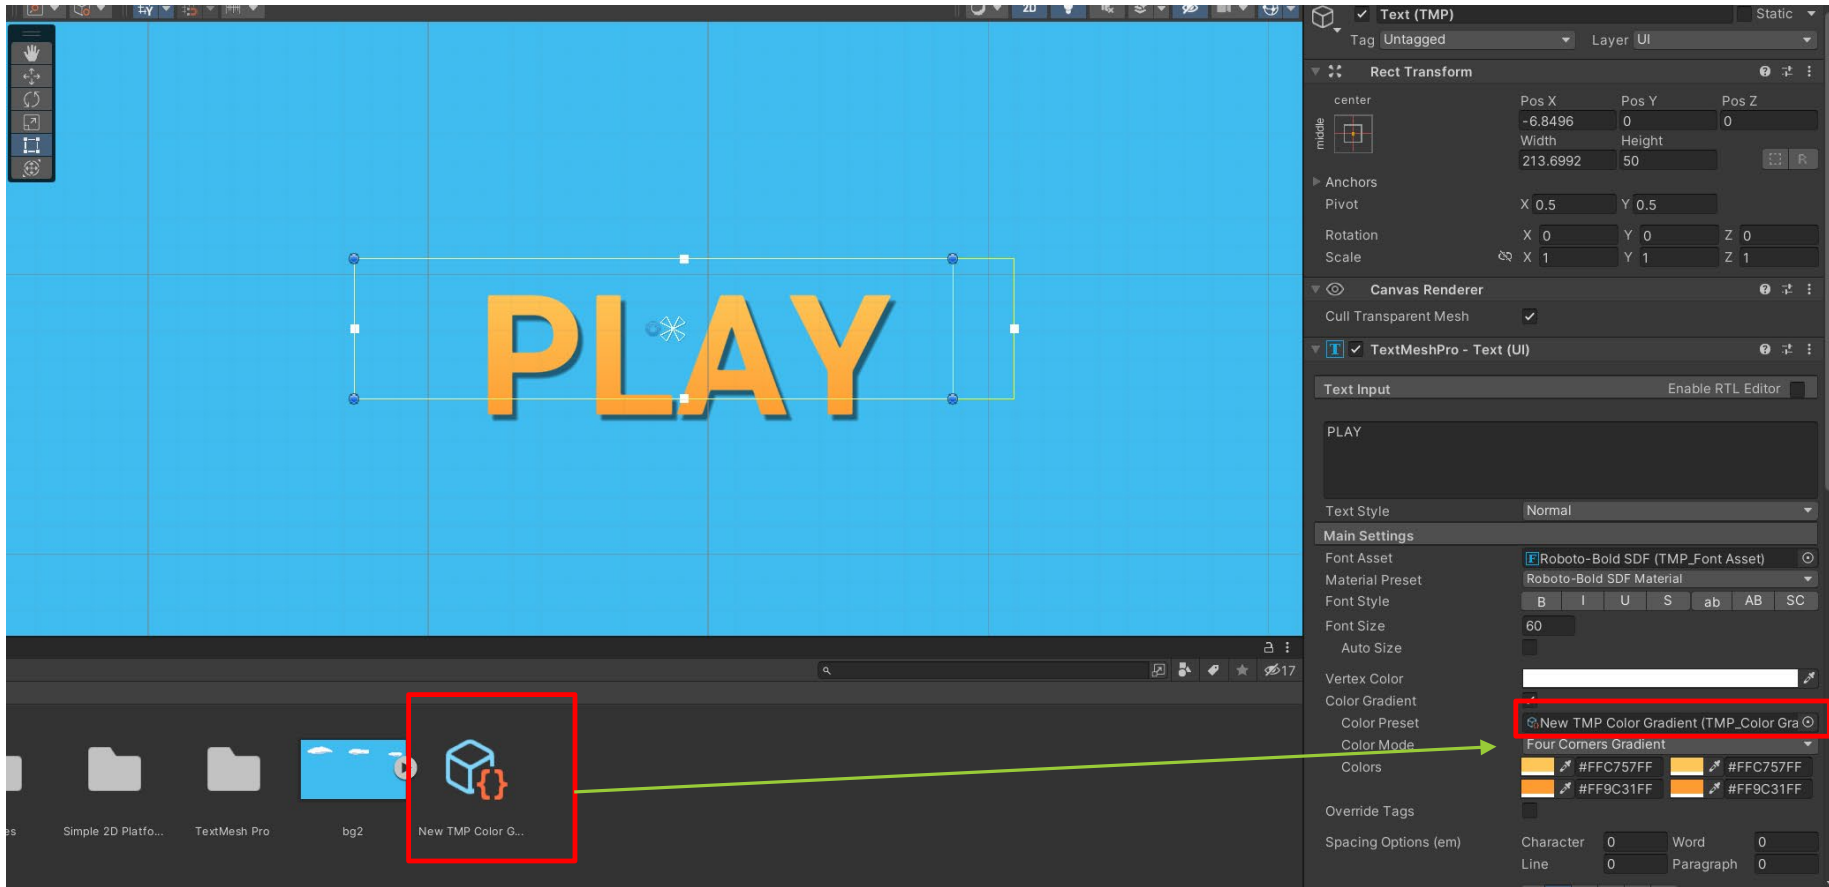 2D
Text (TMP)
Static
Tag Untagged
Layer UI
Rect Transform
center
Pos X
Pos Y
Pos Z
middle
-6.8496
0
0
Width
Height
213.6992
50
R
Anchors
Pivot
X 0.5
Y 0.5
Rotation
X 0
Y 0
Z 0
Scale
X 1
Y 1
Z 1
Canvas Renderer
Cull Transparent Mesh
T TextMeshPro - Text (UI)
Text Input
Enable RTL Editor
PLAY
PLAY
Text Style
Normal
Main Settings
Font Asset
F Roboto-Bold SDF (TMP_Font Asset)
Material Preset
Roboto-Bold SDF Material
Font Style
B I U S ab AB SC
Font Size
60
Auto Size
Vertex Color
Color Gradient
Color Preset
New TMP Color Gradient (TMP_Color Gra
Color Mode
Four Corners Gradient
Colors
#FFC757FF
#FFC757FF
#FF9C31FF
#FF9C31FF
Override Tags
Spacing Options (em)
Character 0
Word 0
Line 0
Paragraph 0
17
es
Simple 2D Platfo...
TextMesh Pro
bg2
New TMP Color G...